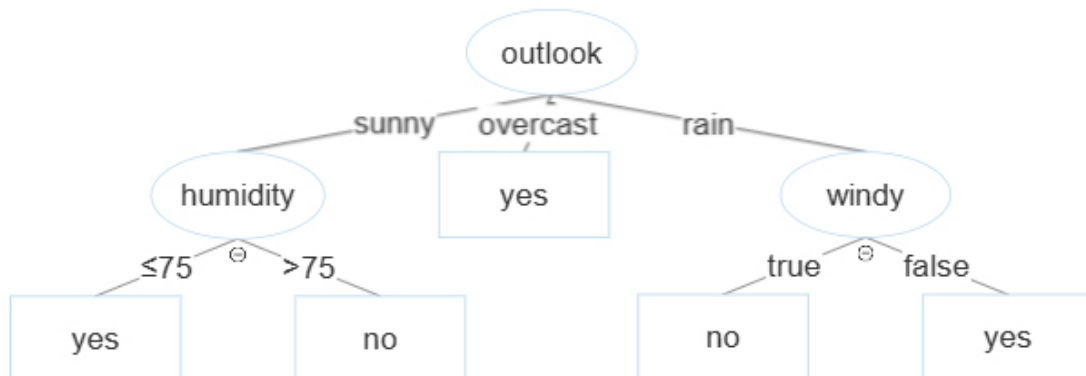 outlook
sunny overcast rain
humidity yes windy
≤75 >75 true false
yes no no yes